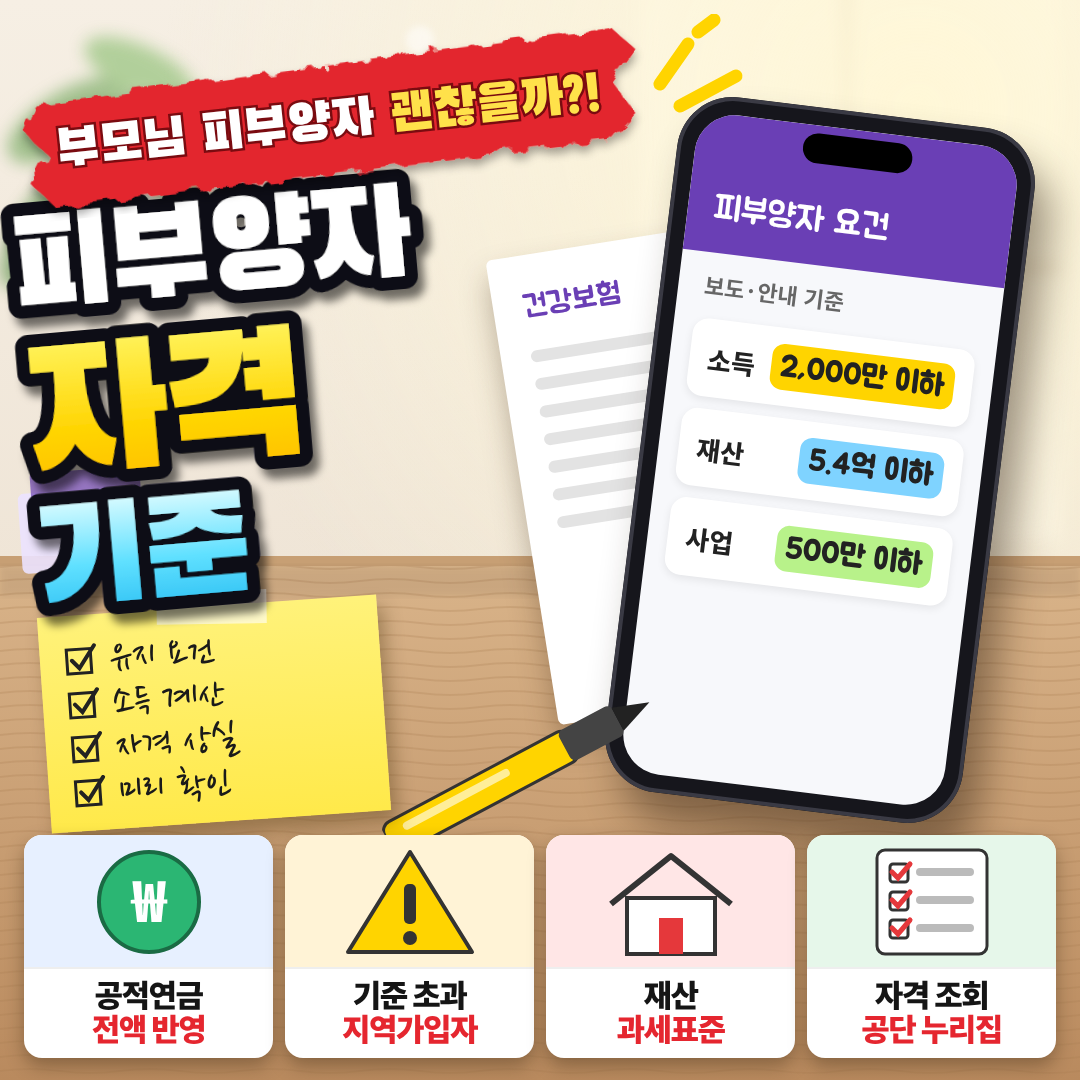 부모님 피부양자 괜찮을까?!
피부양자
자격
기준
건강보험
피부양자 요건
보도·안내 기준
소득 2,000만 이하
재산 5.4억 이하
사업 500만 이하
유지 요건
소득 계산
자격 상실
미리 확인
₩
공적연금
전액 반영
기준 초과
지역가입자
재산
과세표준
자격 조회
공단 누리집